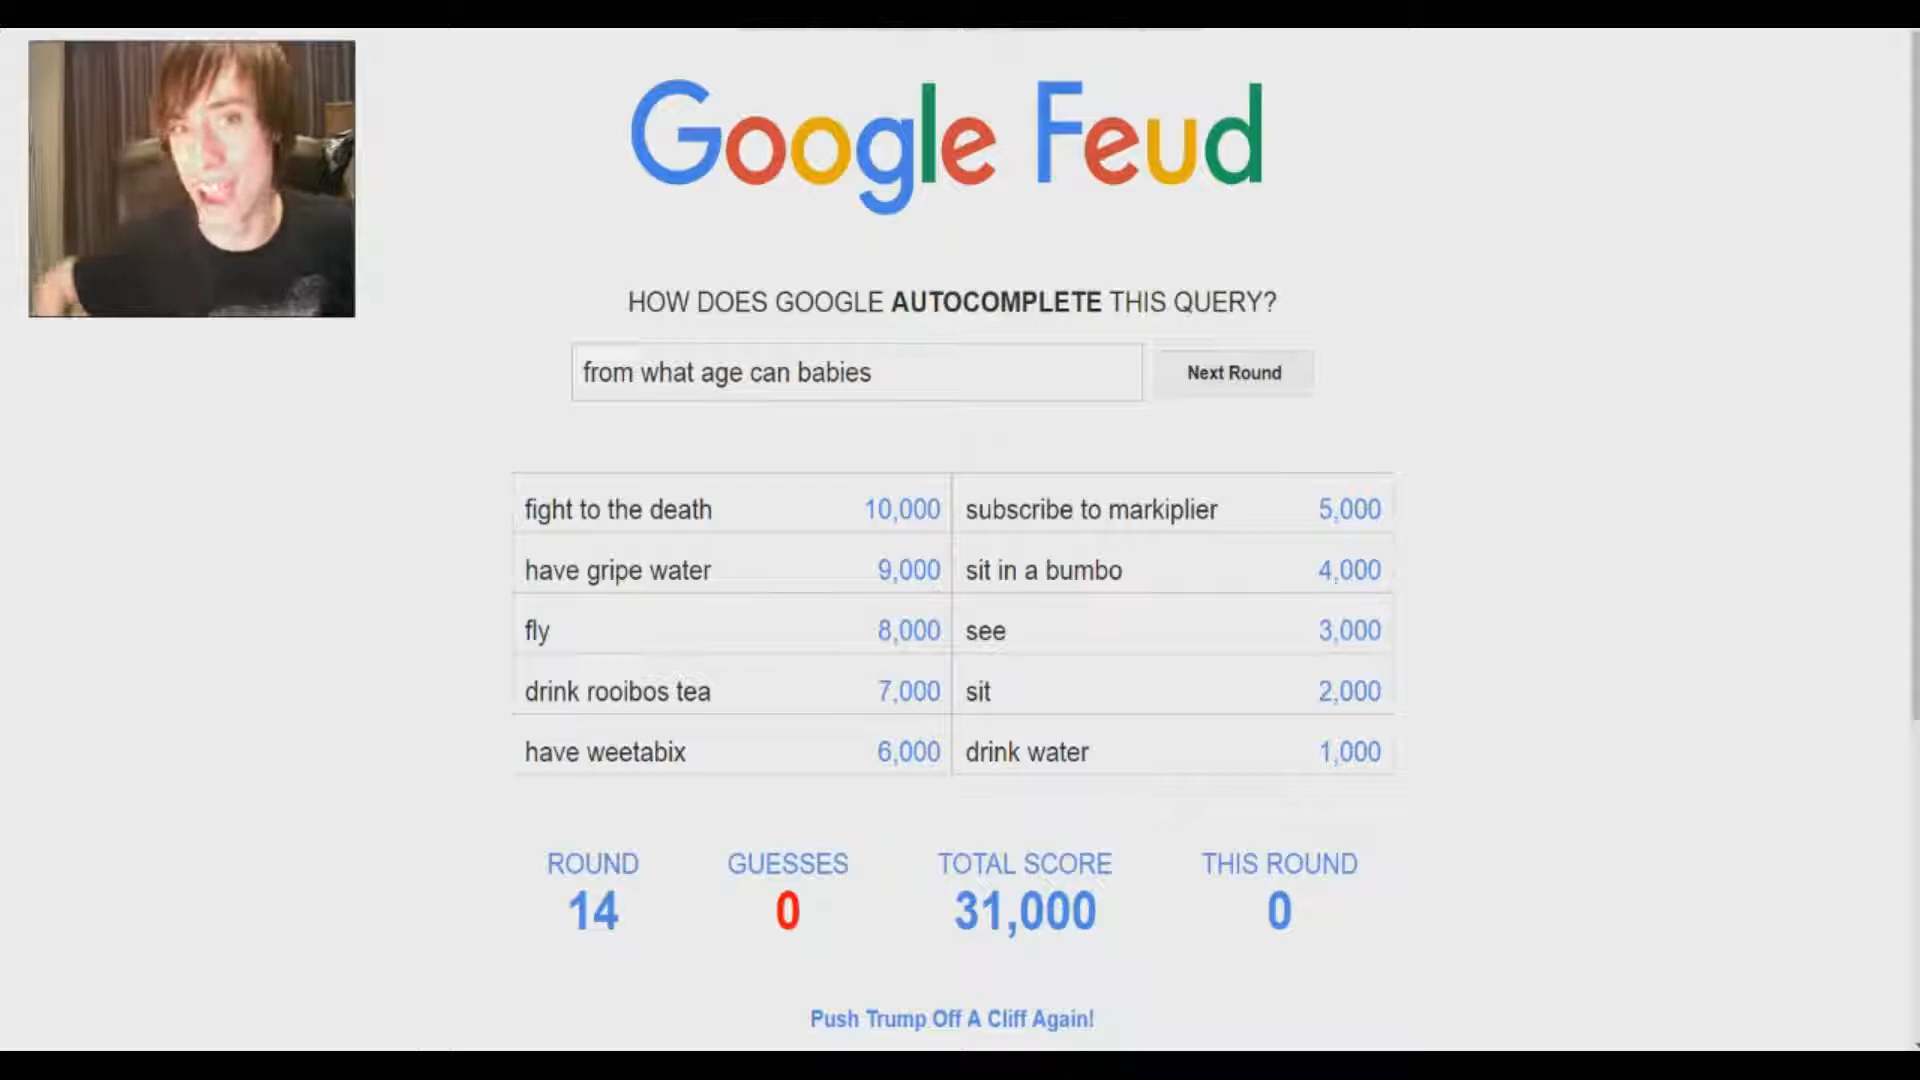 Google Feud
HOW DOES GOOGLE AUTOCOMPLETE THIS QUERY?
from what age can babies
Next Round
fight to the death 10,000 subscribe to markiplier 5,000
have gripe water 9,000 sit in a bumbo 4,000
fly 8,000 see 3,000
drink rooibos tea 7,000 sit 2,000
have weetabix 6,000 drink water 1,000
ROUND GUESSES TOTAL SCORE THIS ROUND
14 0 31,000 0
Push Trump Off A Cliff Again!